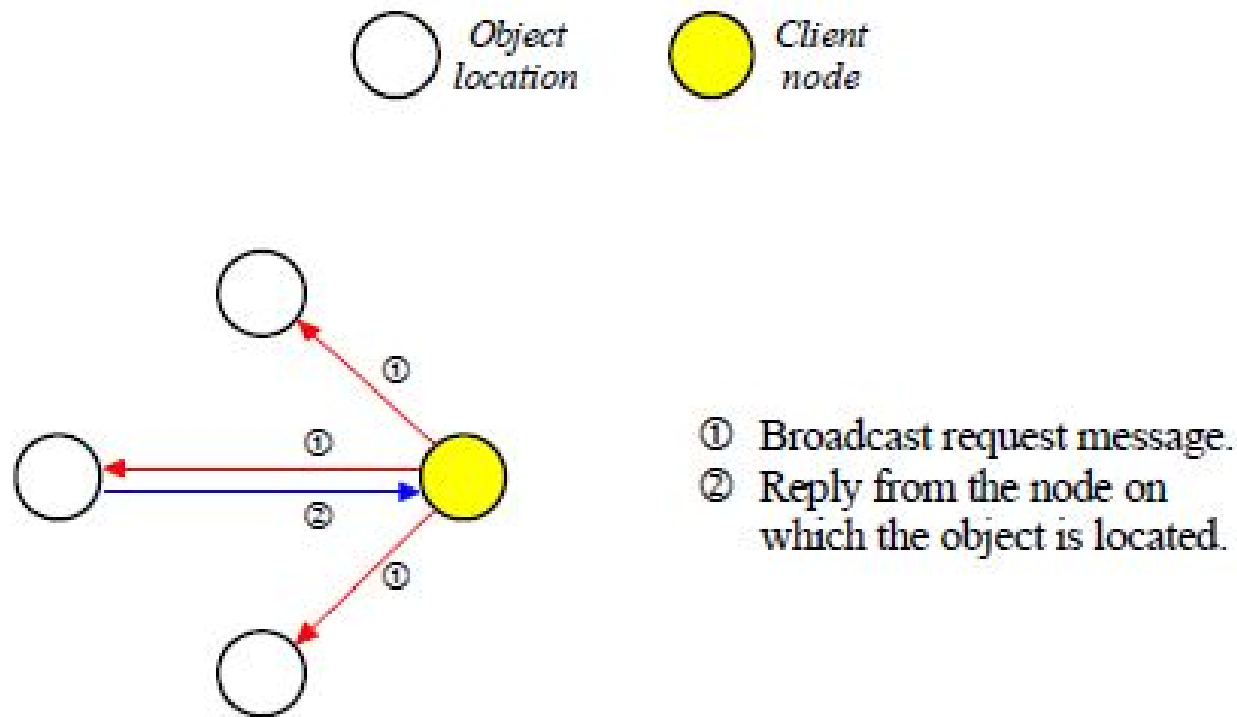 Object
location
Client
node
①
①
②
①
① Broadcast request message.
② Reply from the node on
which the object is located.